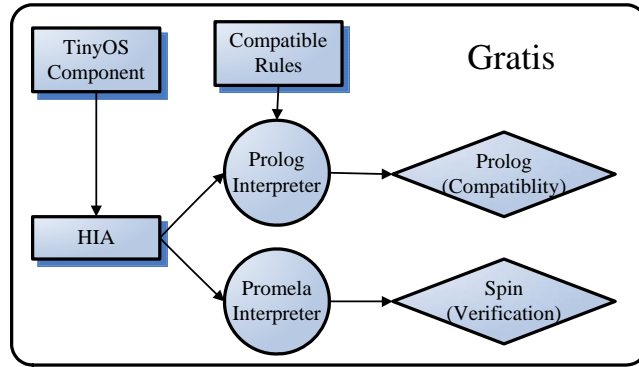 TinyOS
Component
Compatible
Rules
Gratis
Prolog
Interpreter
Prolog
(Compatiblity)
HIA
Promela
Interpreter
Spin
(Verification)